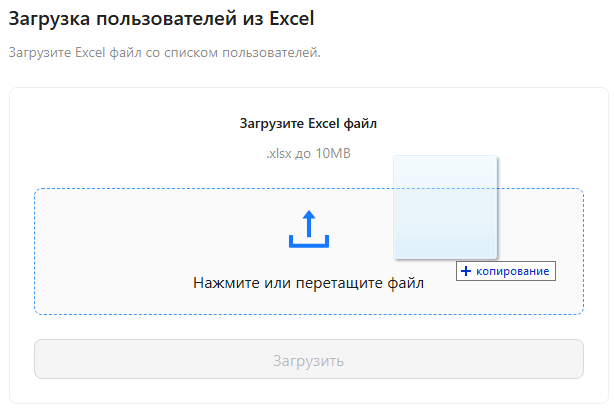 Загрузка пользователей из Excel
Загрузите Excel файл со списком пользователей.
Загрузите Excel файл
.xlsx до 10MB
копирование
Нажмите или перетащите файл
Загрузить